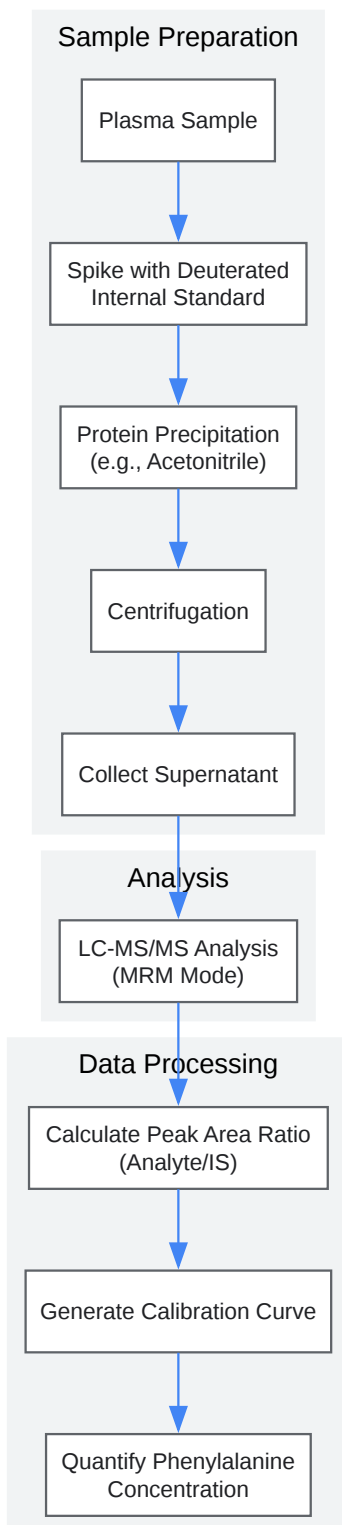 Sample Preparation
Plasma Sample
Spike with Deuterated
Internal Standard
Protein Precipitation
(e.g., Acetonitrile)
Centrifugation
Collect Supernatant
Analysis
LC-MS/MS Analysis
(MRM Mode)
Data Processing
Calculate Peak Area Ratio
(Analyte/IS)
Generate Calibration Curve
Quantify Phenylalanine
Concentration